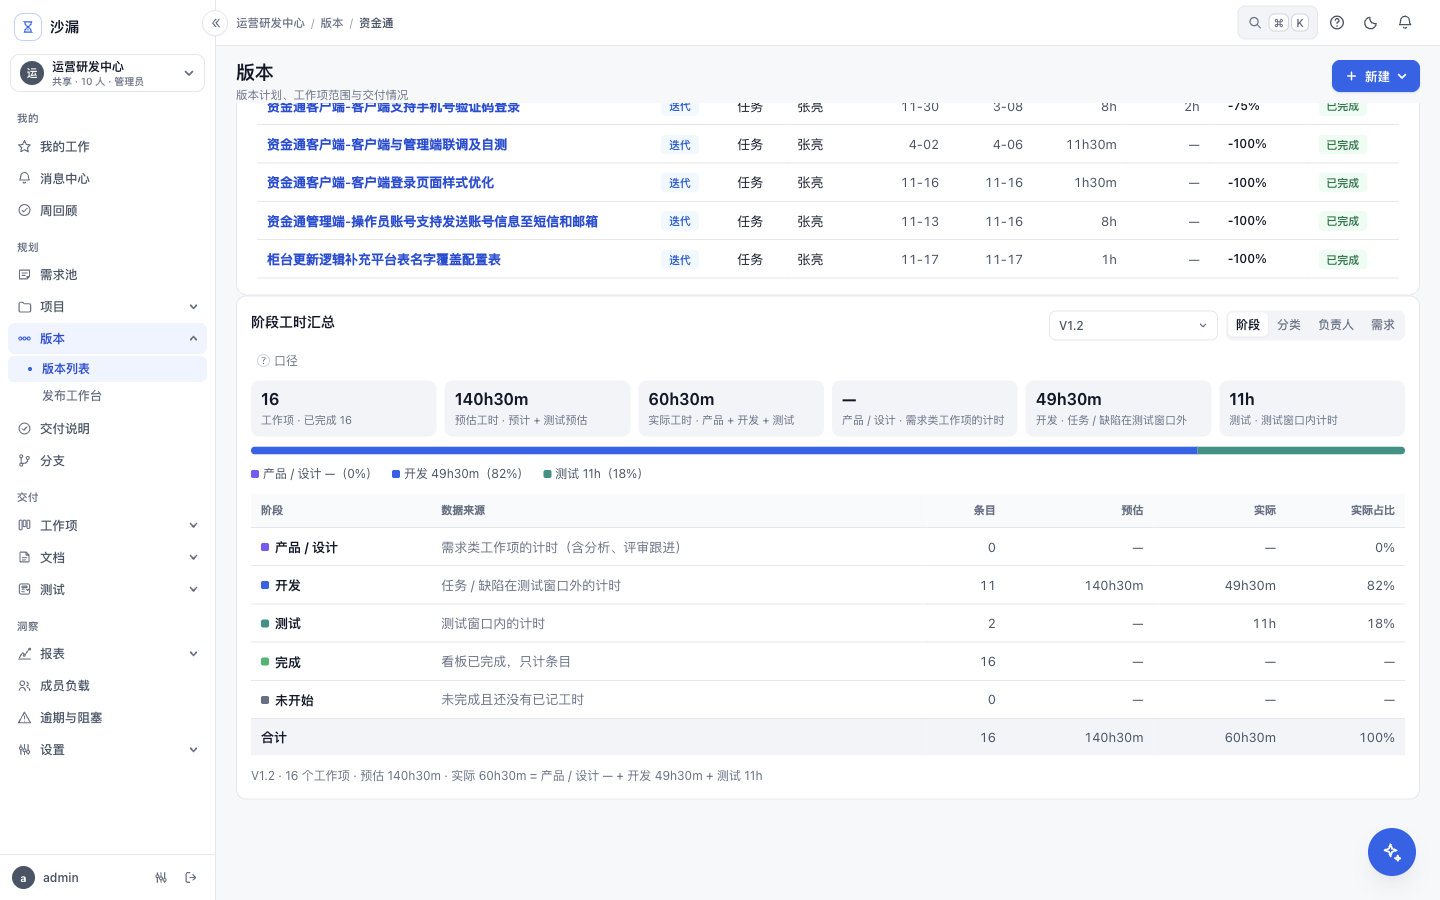 沙漏
运营研发中心 / 版本 / 资金通
⌘ K
运 运营研发中心
共享 · 10 人 · 管理员
我的
我的工作
消息中心
周回顾
规划
需求池
项目
版本
版本列表
发布工作台
交付说明
分支
交付
工作项
文档
测试
洞察
报表
成员负载
逾期与阻塞
设置
a admin
版本
版本计划、工作项范围与交付情况
新建
资金通客户端-客户端支持手机号验证码登录 迭代 任务 张亮 11-30 3-08 8h 2h -75% 已完成
资金通客户端-客户端与管理端联调及自测 迭代 任务 张亮 4-02 4-06 11h30m — -100% 已完成
资金通客户端-客户端登录页面样式优化 迭代 任务 张亮 11-16 11-16 1h30m — -100% 已完成
资金通管理端-操作员账号支持发送账号信息至短信和邮箱 迭代 任务 张亮 11-13 11-16 8h — -100% 已完成
柜台更新逻辑补充平台表名字覆盖配置表 迭代 任务 张亮 11-17 11-17 1h — -100% 已完成
阶段工时汇总
V1.2
阶段 分类 负责人 需求
? 口径
16
工作项 · 已完成 16
140h30m
预估工时 · 预计 + 测试预估
60h30m
实际工时 · 产品 + 开发 + 测试
—
产品 / 设计 · 需求类工作项的计时
49h30m
开发 · 任务 / 缺陷在测试窗口外
11h
测试 · 测试窗口内计时
产品 / 设计 — (0%) 开发 49h30m (82%) 测试 11h (18%)
阶段 数据来源 条目 预估 实际 实际占比
产品 / 设计 需求类工作项的计时（含分析、评审跟进） 0 — — 0%
开发 任务 / 缺陷在测试窗口外的计时 11 140h30m 49h30m 82%
测试 测试窗口内的计时 2 — 11h 18%
完成 看板已完成，只计条目 16 — — —
未开始 未完成且还没有已记工时 0 — — —
合计 16 140h30m 60h30m 100%
V1.2 · 16 个工作项 · 预估 140h30m · 实际 60h30m = 产品 / 设计 — + 开发 49h30m + 测试 11h